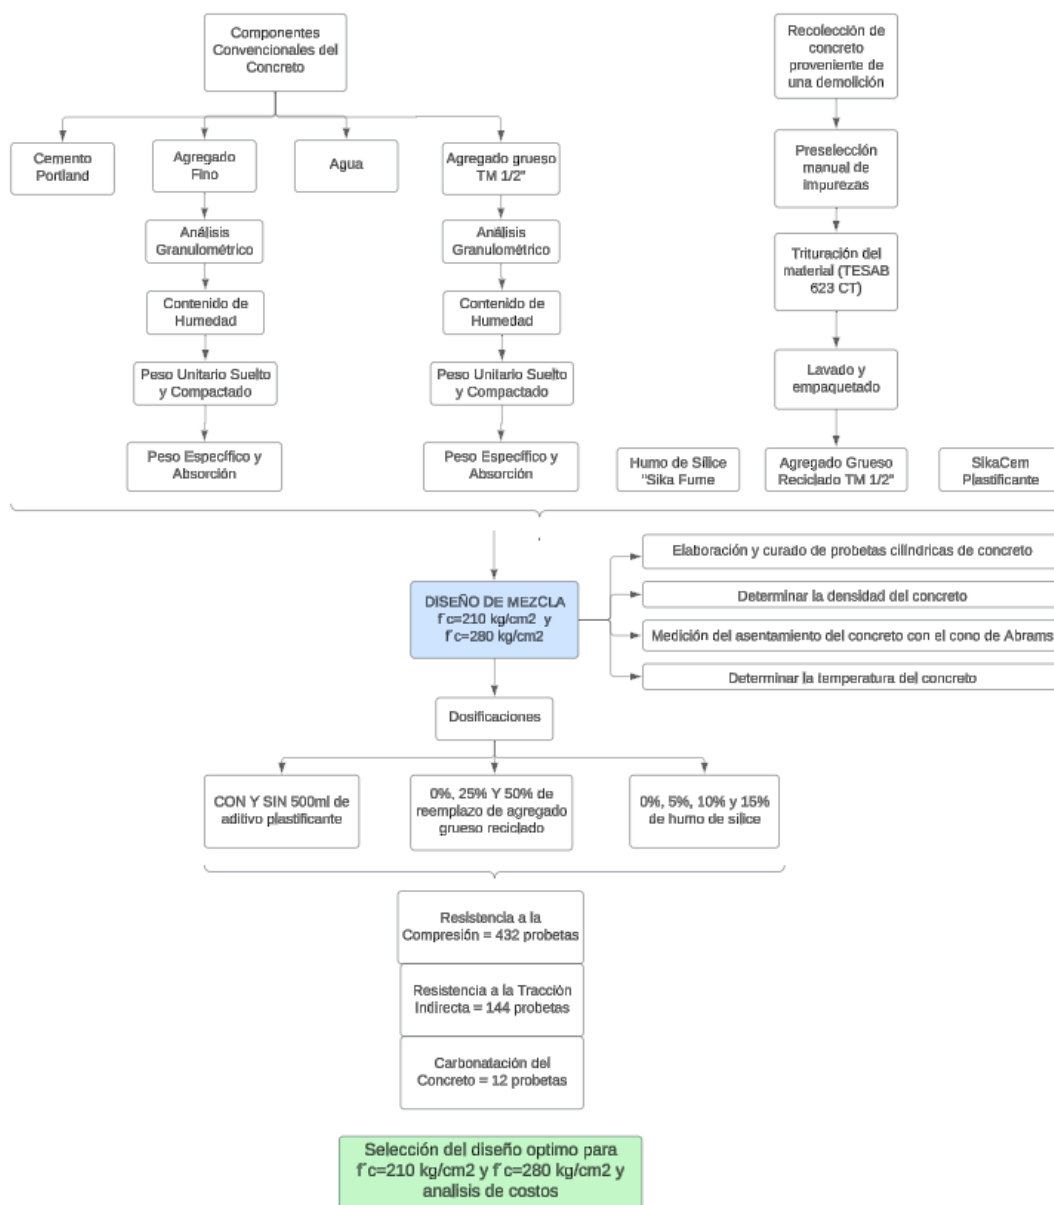 Componentes
Convencionales del
Concreto
Recolección de
concreto
proveniente de
una demolición
Cemento
Portland
Agregado
Fino
Agua
Agregado grueso
TM 1/2"
Preselección
manual de
impurezas
Análisis
Granulométrico
Análisis
Granulométrico
Trituración del
material (TESAB
623 CT)
Contenido de
Humedad
Contenido de
Humedad
Peso Unitario Suelto
y Compactado
Peso Unitario Suelto
y Compactado
Lavado y
empaquetado
Peso Específico y
Absorción
Peso Específico y
Absorción
Humo de Sílice
"Sika Fume
Agregado Grueso
Reciclado TM 1/2"
SikaCem
Plastificante
DISEÑO DE MEZCLA
f´c=210 kg/cm2 y
f´c=280 kg/cm2
Elaboración y curado de probetas cilíndricas de concreto
Determinar la densidad del concreto
Medición del asentamiento del concreto con el cono de Abrams
Determinar la temperatura del concreto
Dosificaciones
CON Y SIN 500ml de
aditivo plastificante
0%, 25% Y 50% de
reemplazo de agregado
grueso reciclado
0%, 5%, 10% y 15%
de humo de sílice
Resistencia a la
Compresión = 432 probetas
Resistencia a la Tracción
Indirecta = 144 probetas
Carbonatación del
Concreto = 12 probetas
Selección del diseño optimo para
f´c=210 kg/cm2 y f´c=280 kg/cm2 y
analisis de costos